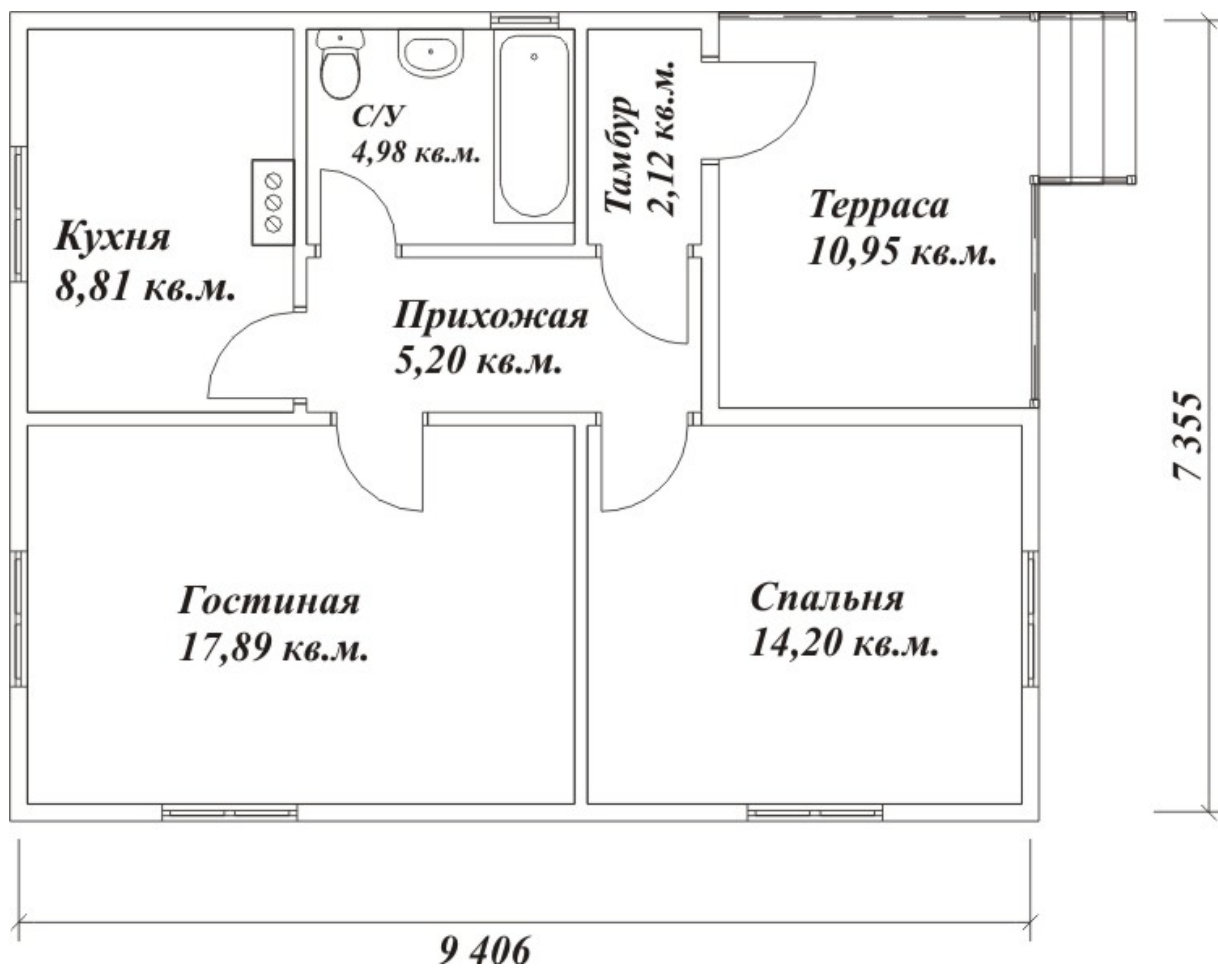 С/У
4,98 кв.м.
Тамбур
2,12 кв.м.
Терраса
10,95 кв.м.
Кухня
8,81 кв.м.
Прихожая
5,20 кв.м.
7 355
Гостиная
17,89 кв.м.
Спальня
14,20 кв.м.
9 406